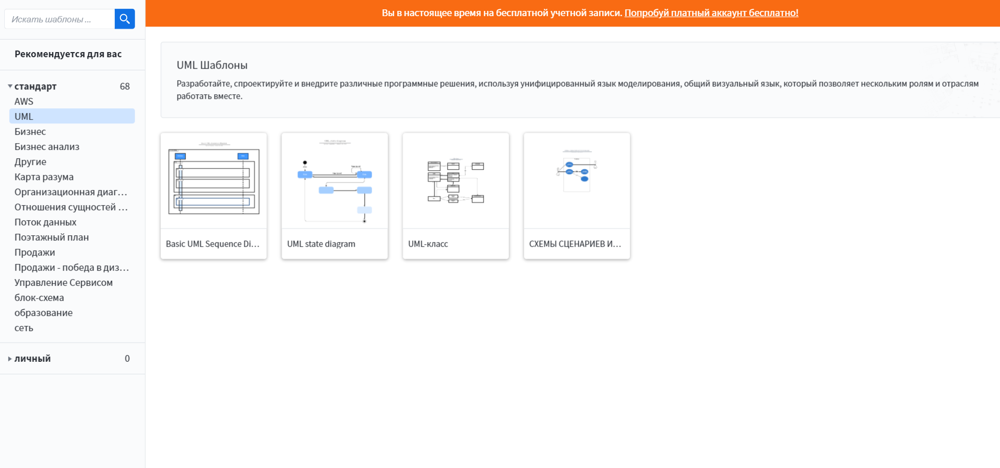 Искать шаблоны ...
Вы в настоящее время на бесплатной учетной записи. Попробуй платный аккаунт бесплатно!
Рекомендуется для вас
стандарт 68
AWS
UML
Бизнес
Бизнес анализ
Другие
Карта разума
Организационная диаг...
Отношения сущностей ...
Поток данных
Поэтажный план
Продажи
Продажи - победа в диз...
Управление Сервисом
блок-схема
образование
сеть
личный 0
UML Шаблоны
Разработайте, спроектируйте и внедрите различные программные решения, используя унифицированный язык моделирования, общий визуальный язык, который позволяет нескольким ролям и отраслям
работать вместе.
UML state diagram
Basic UML Sequence Di...
UML state diagram
UML-класс
СХЕМЫ СЦЕНАРИЕВ И...